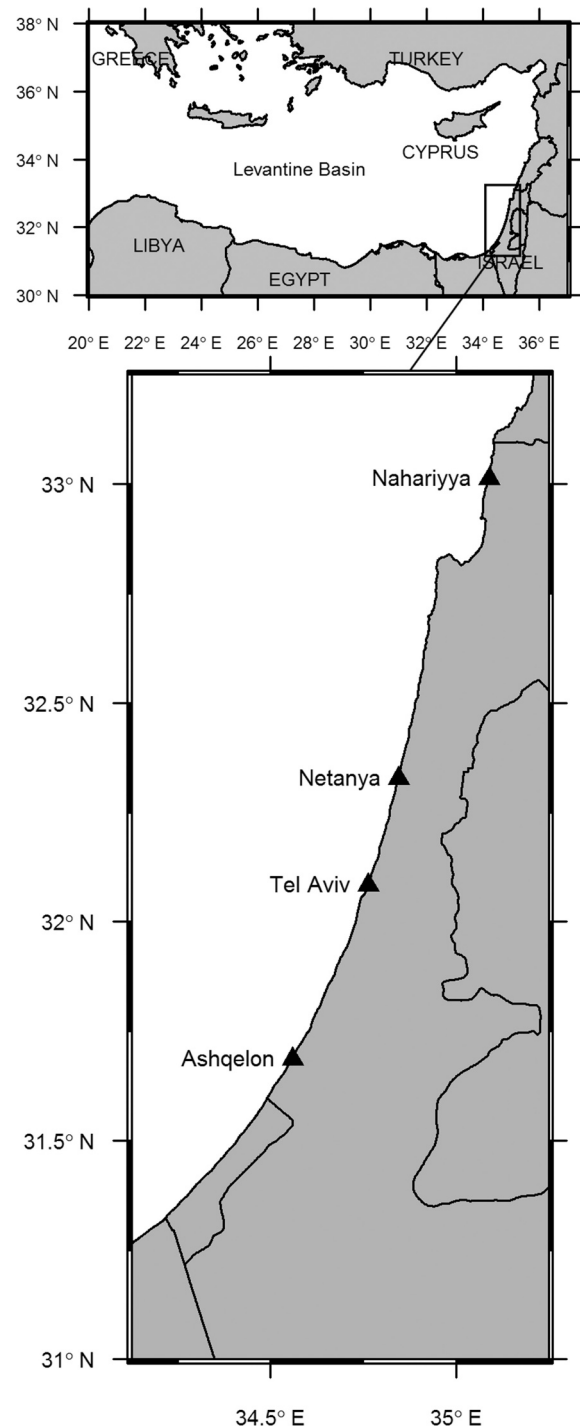 38° N
GREECE
TURKEY
36° N
34° N
CYPRUS
Levantine Basin
32° N
LIBYA
ISRAEL
EGYPT
30° N
20° E 22° E 24° E 26° E 28° E 30° E 32° E 34° E 36° E
Nahariyya
33° N
32.5° N
Netanya
Tel Aviv
32° N
Ashqelon
31.5° N
31° N
34.5° E 35° E